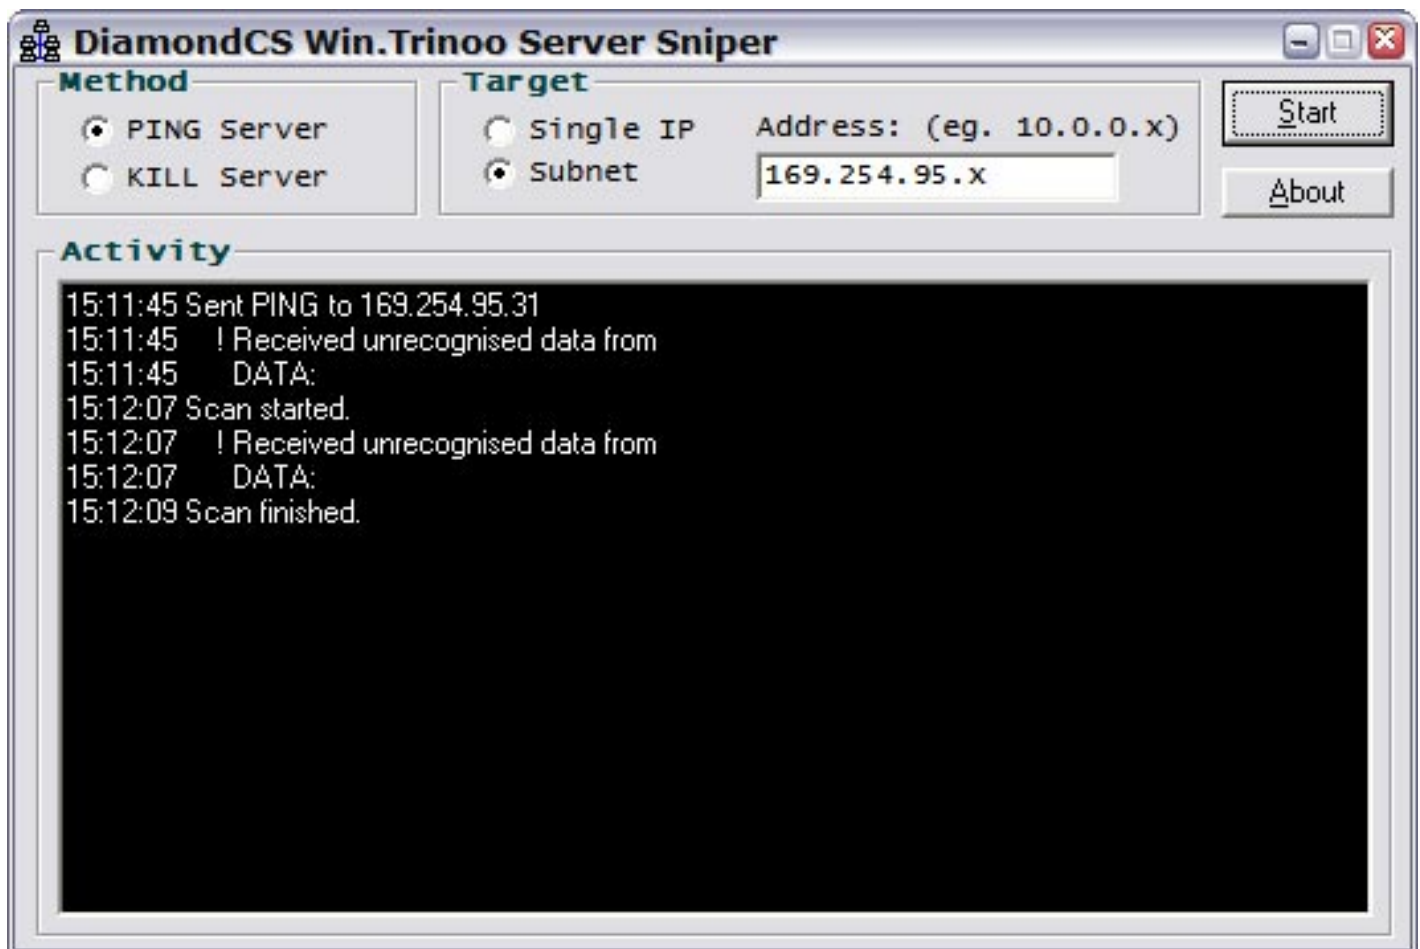 DiamondCS Win.Trinoo Server Sniper
Method
PING Server
KILL Server
Target
Single IP
Subnet
Address: (eg. 10.0.0.x)
169.254.95.x
Start
About
Activity
15:11:45 Sent PING to 169.254.95.31
15:11:45 ! Received unrecognised data from
15:11:45 DATA:
15:12:07 Scan started.
15:12:07 ! Received unrecognised data from
15:12:07 DATA:
15:12:09 Scan finished.